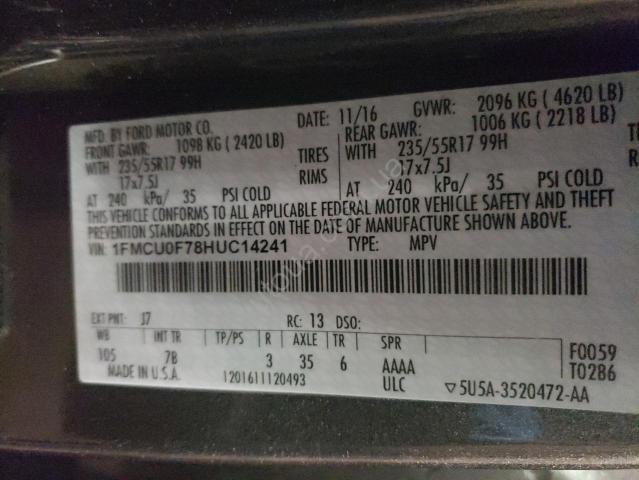 MFD. BY FORD MOTOR CO.
DATE: 11/16 GVWR: 2096 KG ( 4620 LB)
FRONT GAWR: 1098 KG ( 2420 LB)
REAR GAWR: 1006 KG ( 2218 LB)
WITH 235/55R17 99H TIRES
WITH 235/55R17 99H
17x7.5J RIMS
17x7.5J
AT 240 kPa/ 35 PSI COLD
AT 240 kPa/ 35 PSI COLD
THIS VEHICLE CONFORMS TO ALL APPLICABLE FEDERAL MOTOR VEHICLE SAFETY AND THEFT
PREVENTION STANDARDS IN EFFECT ON THE DATE OF MANUFACTURE SHOWN ABOVE.
VIN: 1FMCU0F78HUC14241 TYPE: MPV
EXT PNT: J7 RC: 13 DSO:
WB INT TR TP/PS R AXLE TR SPR
105 7B 3 35 6 AAAA
F0059
T0286
MADE IN U.S.A. 1201611120493 ULC
▽5U5A-3520472-AA